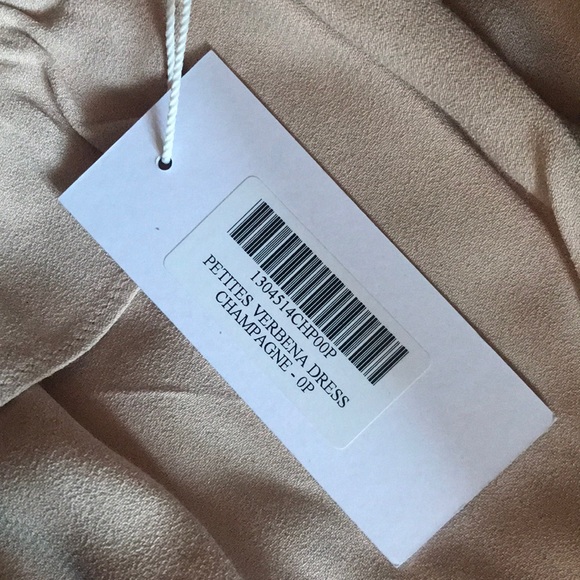 1304514CHP00P
PETITES VERBENA DRESS
CHAMPAGNE - 0P